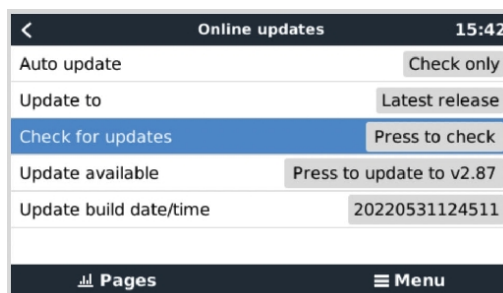 Online updates 15:42
Auto update Check only
Update to Latest release
Check for updates Press to check
Update available Press to update to v2.87
Update build date/time 20220531124511
Pages Menu